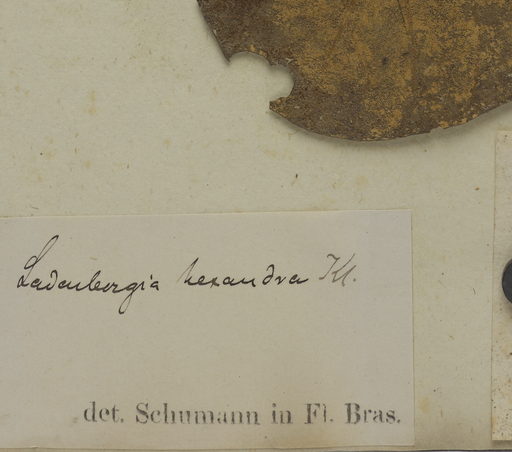 Ladenbergia hexandra Kl.
det. Schumann in Fl. Bras.